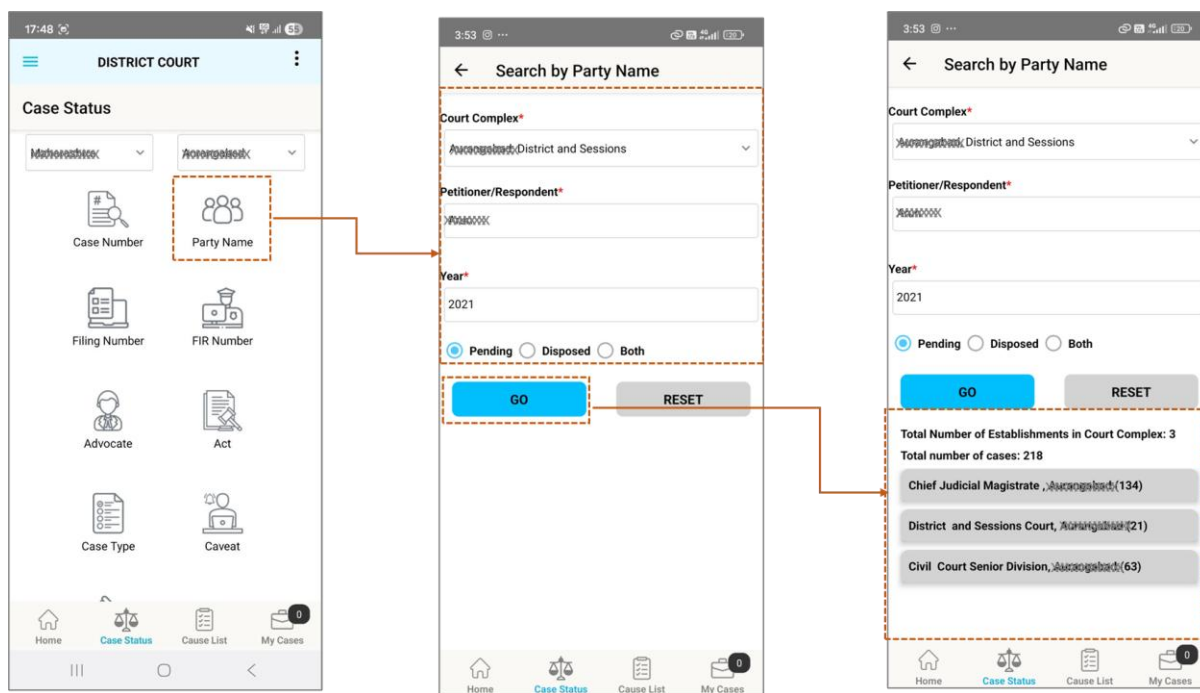 17:48
55
DISTRICT COURT
Case Status
Case Number
Party Name
Filing Number
FIR Number
Advocate
Act
Case Type
Caveat
0
Home
Case Status
Cause List
My Cases
3:53
Search by Party Name
Court Complex*
District and Sessions
Petitioner/Respondent*
Year*
2021
Pending
Disposed
Both
GO
RESET
0
Home
Case Status
Cause List
My Cases
3:53
Search by Party Name
Court Complex*
District and Sessions
Petitioner/Respondent*
Year*
2021
Pending
Disposed
Both
GO
RESET
Total Number of Establishments in Court Complex: 3
Total number of cases: 218
Chief Judicial Magistrate , (134)
District and Sessions Court, (21)
Civil Court Senior Division, (63)
0
Home
Case Status
Cause List
My Cases